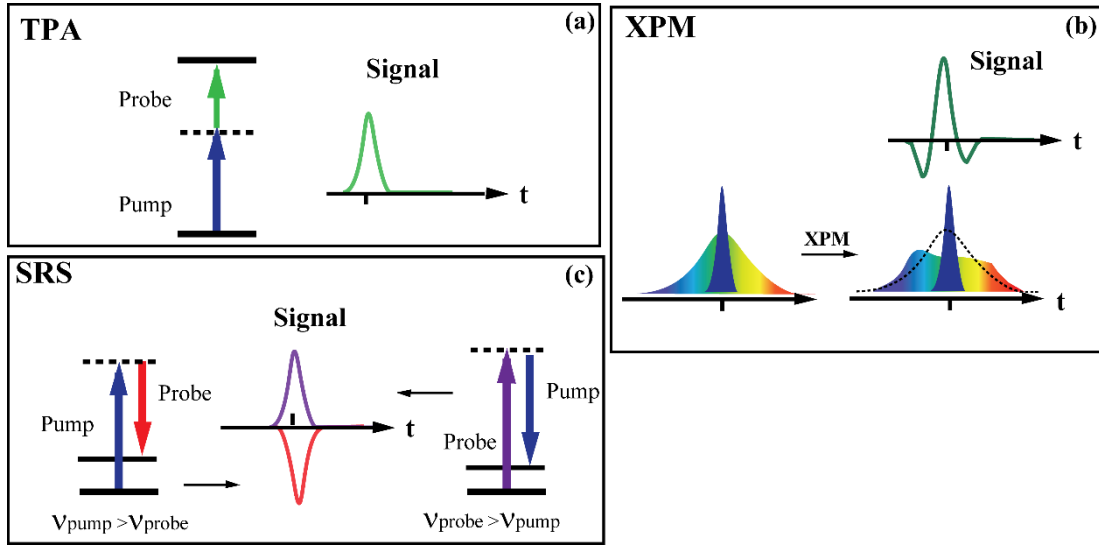 TPA
(a)
Probe
Pump
Signal
t
XPM
(b)
Signal
t
XPM
t
SRS
(c)
Signal
Pump
Probe
t
Probe
Pump
νpump >νprobe
νprobe >νpump